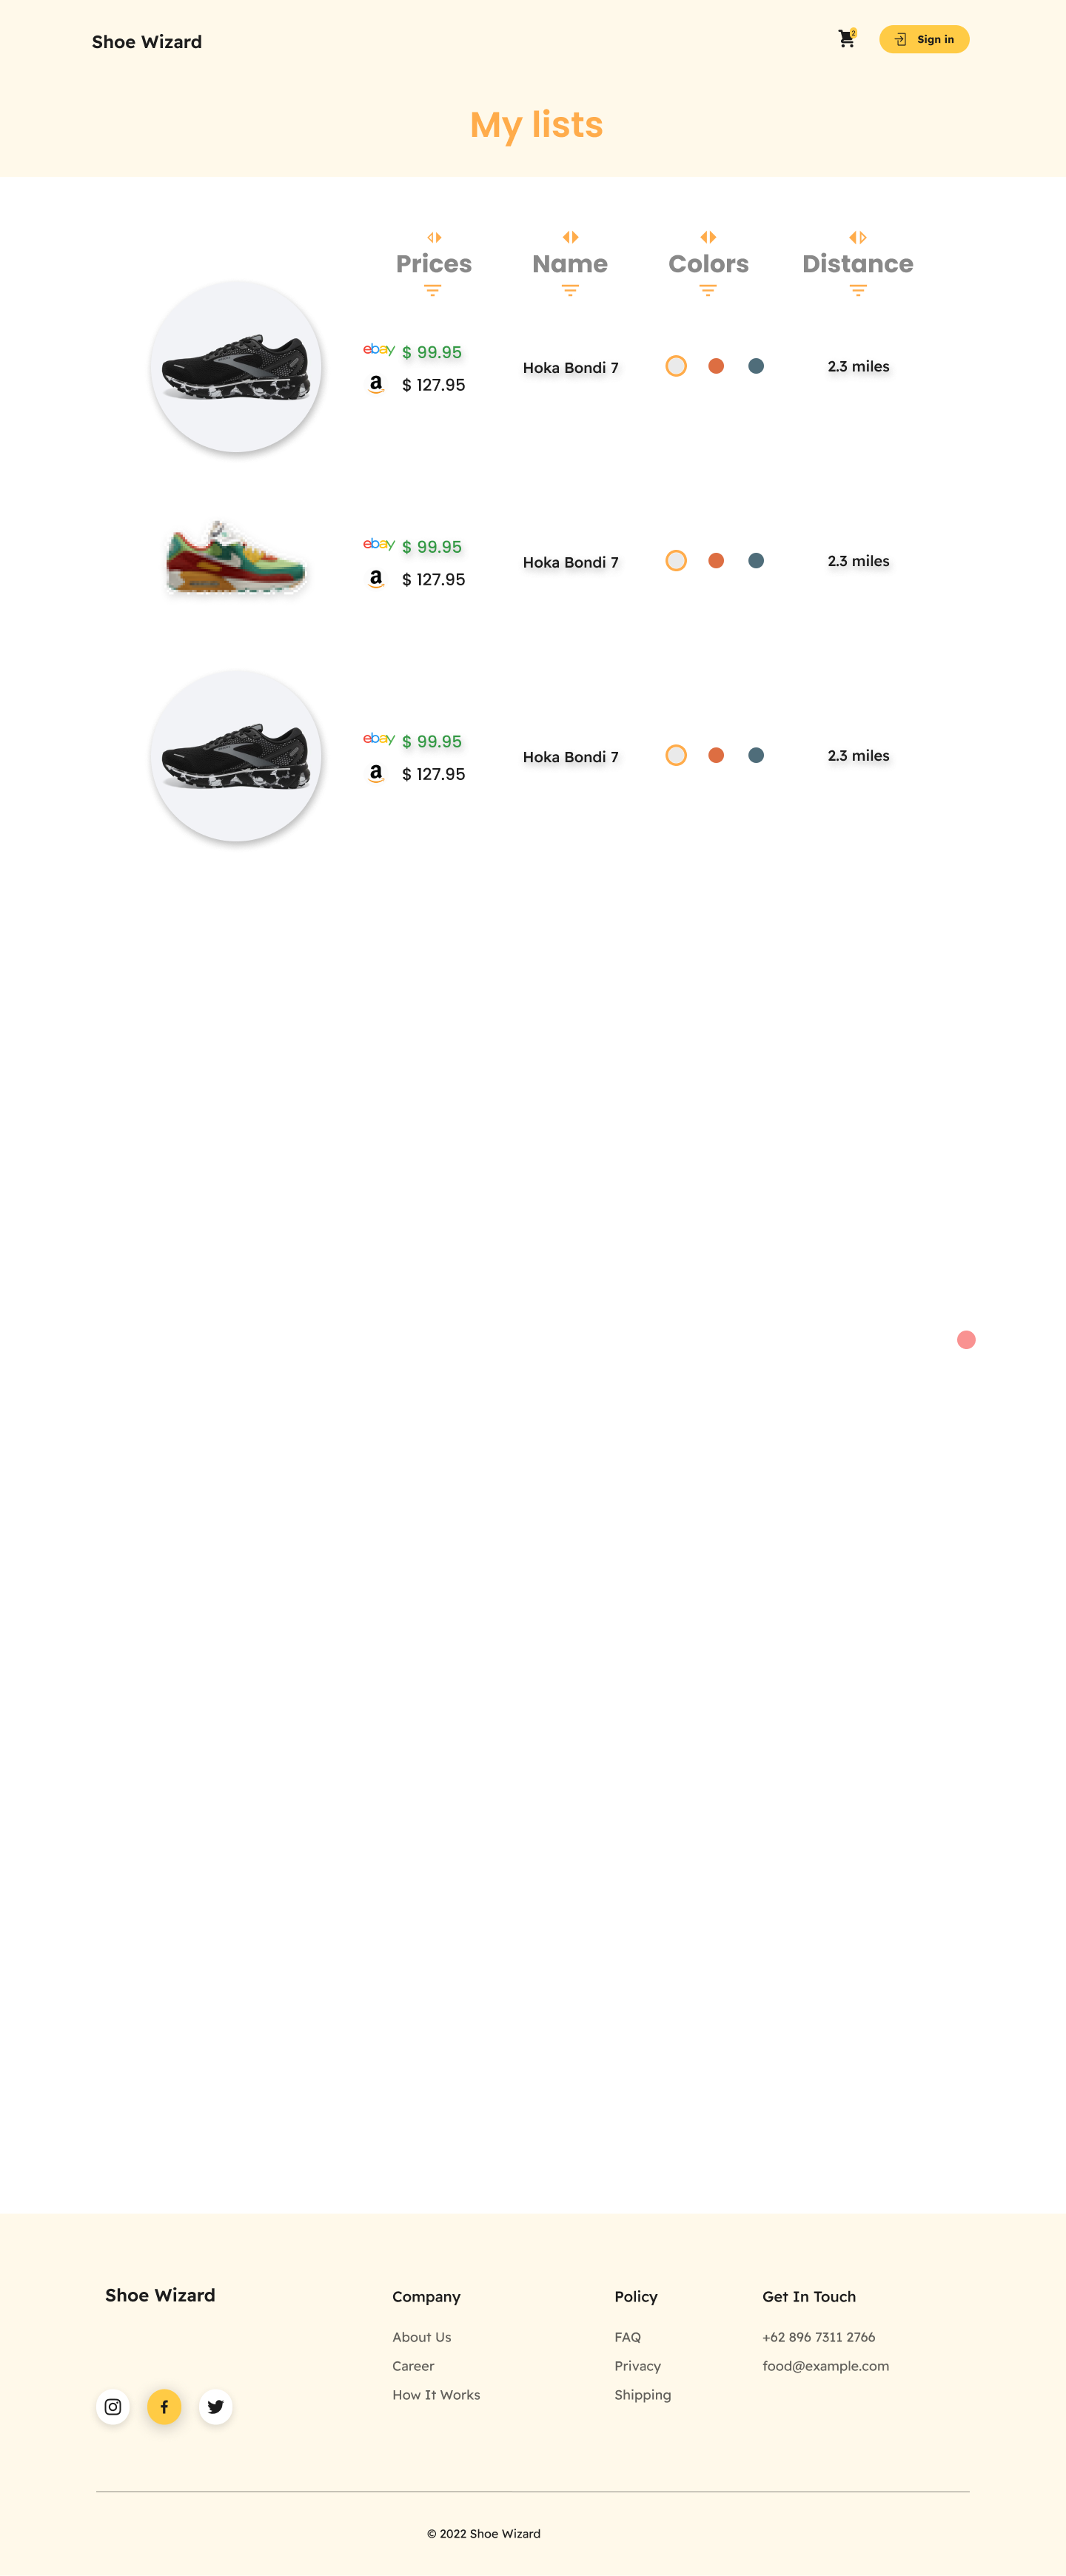 Shoe Wizard
2
Sign in
My lists
Prices
Name
Colors
Distance
ebay $ 99.95
a $ 127.95
Hoka Bondi 7
2.3 miles
ebay $ 99.95
a $ 127.95
Hoka Bondi 7
2.3 miles
ebay $ 99.95
a $ 127.95
Hoka Bondi 7
2.3 miles
Shoe Wizard
Company
About Us
Career
How It Works
Policy
FAQ
Privacy
Shipping
Get In Touch
+62 896 7311 2766
food@example.com
© 2022 Shoe Wizard